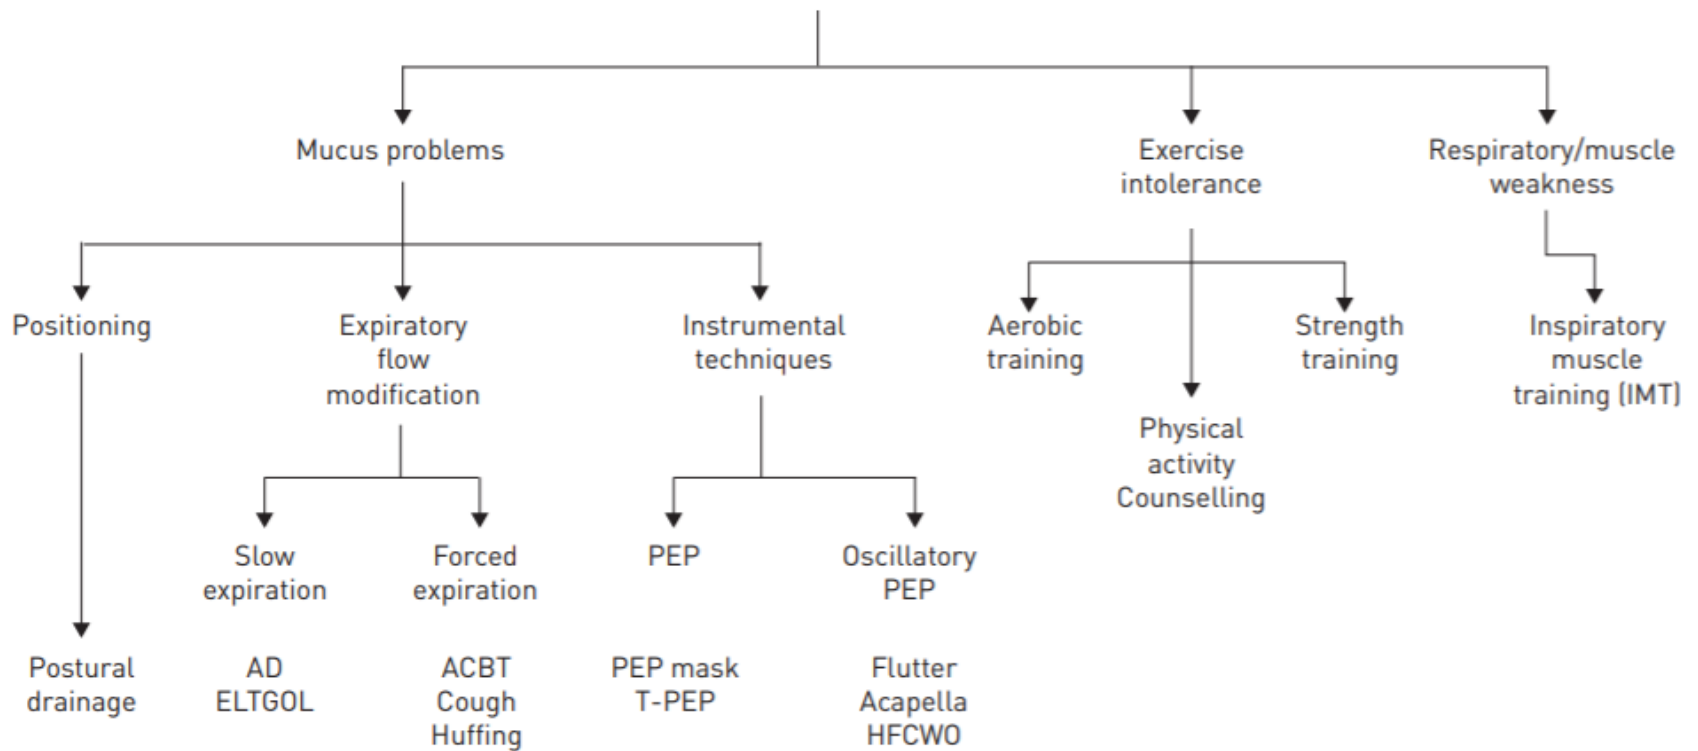 Mucus problems
Exercise
intolerance
Respiratory/muscle
weakness
Positioning
Expiratory
flow
modification
Instrumental
techniques
Aerobic
training
Strength
training
Inspiratory
muscle
training (IMT)
Physical
activity
Counselling
Slow
expiration
Forced
expiration
PEP
Oscillatory
PEP
Postural
drainage
AD
ELTGOL
ACBT
Cough
Huffing
PEP mask
T-PEP
Flutter
Acapella
HFCWO